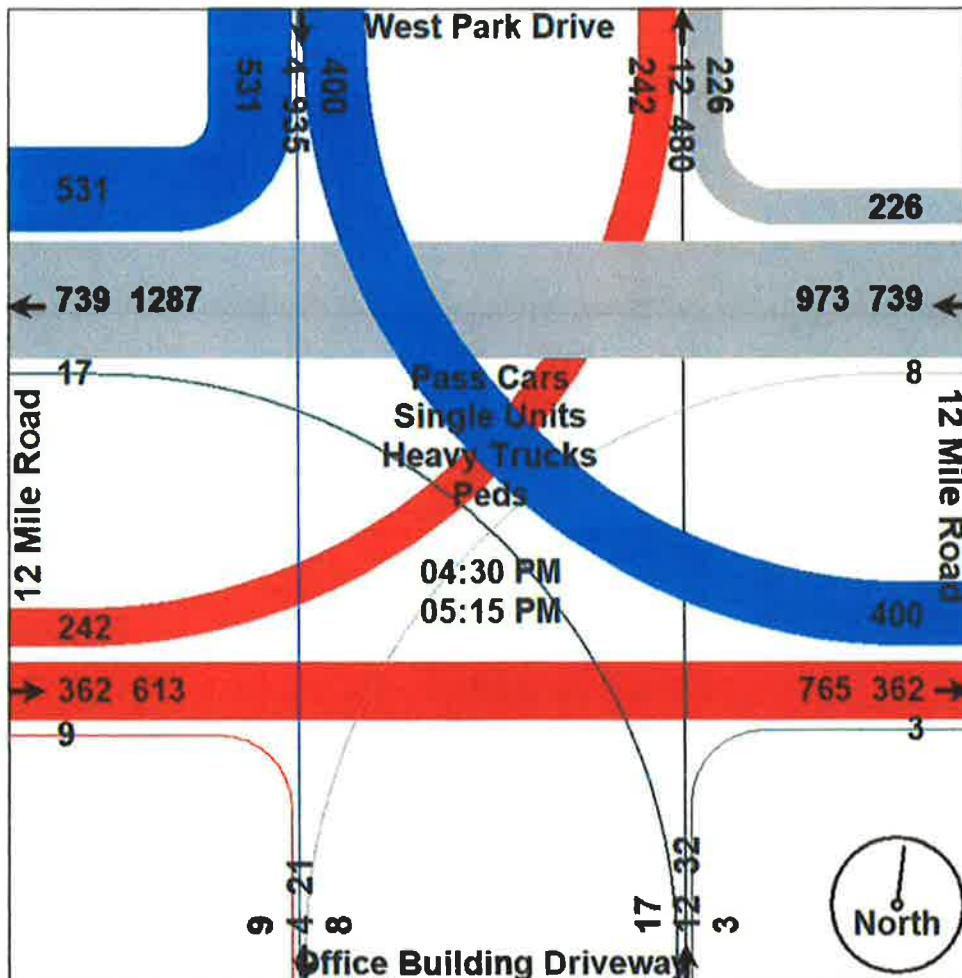 West Park Drive
531 4 935 400 242 12 480 226
531 226
739 1287 973 739
17 8
Pass Cars
Single Units
Heavy Trucks
Peds
12 Mile Road
12 Mile Road
04:30 PM
05:15 PM
242 400
362 613 765 362
9 3
9 4 21 8 17 12 32 3
North
Office Building Driveway